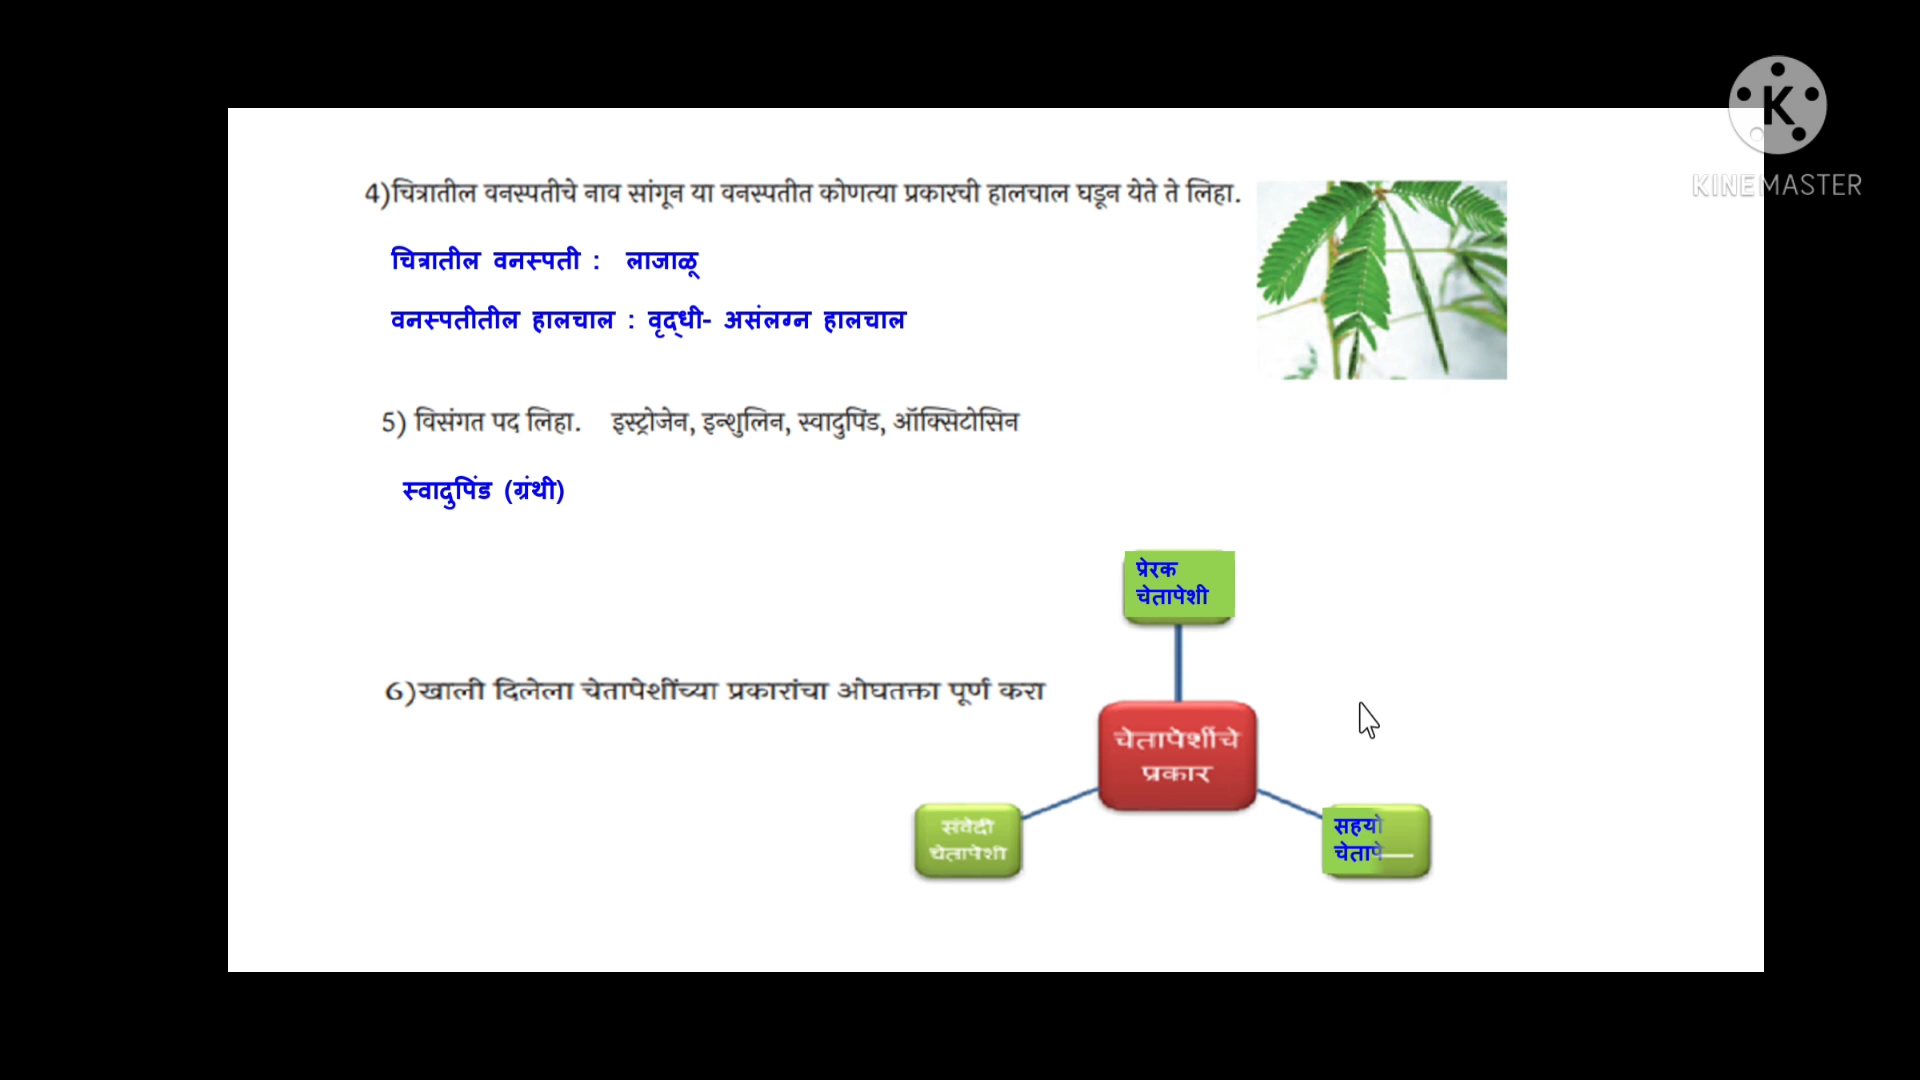 K
KINEMASTER
4)चित्रातील वनस्पतीचे नाव सांगून या वनस्पतीत कोणत्या प्रकारची हालचाल घडून येते ते लिहा.
चित्रातील वनस्पती : लाजाळू
वनस्पतीतील हालचाल : वृद्धी- असंलग्न हालचाल
5) विसंगत पद लिहा. इस्ट्रोजेन, इन्शुलिन, स्वादुपिंड, ऑक्सिटोसिन
स्वादुपिंड (ग्रंथी)
प्रेरक
चेतापेशी
6)खाली दिलेला चेतापेशींच्या प्रकारांचा ओघतक्ता पूर्ण करा
चेतापेशींचे
प्रकार
संवेदी
चेतापेशी
सहयो
चेतापे